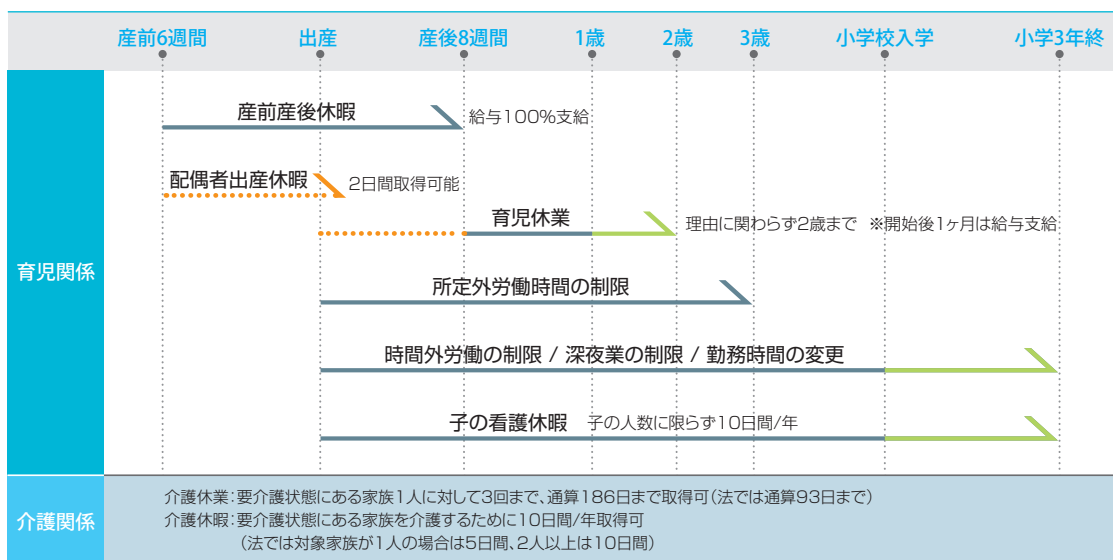 産前6週間 出産 産後8週間 1歳 2歳 3歳 小学校入学 小学3年終
育児関係
産前産後休暇 給与100%支給
配偶者出産休暇 2日間取得可能
育児休業 理由に関わらず2歳まで ※開始後1ヶ月は給与支給
所定外労働時間の制限
時間外労働の制限 / 深夜業の制限 / 勤務時間の変更
子の看護休暇 子の人数に限らず10日間/年
介護関係
介護休業:要介護状態にある家族1人に対して3回まで、通算186日まで取得可(法では通算93日まで)
介護休暇:要介護状態にある家族を介護するために10日間/年取得可
(法では対象家族が1人の場合は5日間、2人以上は10日間)